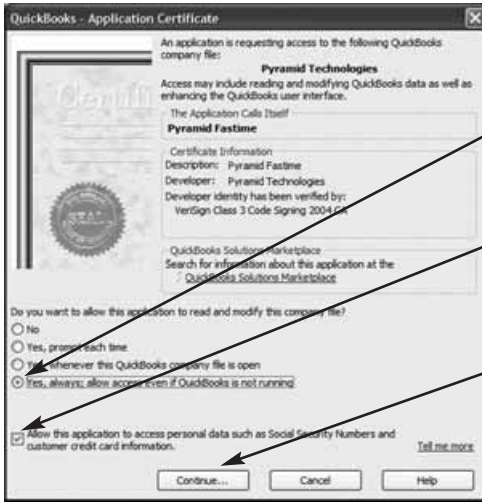 QuickBooks - Application Certificate
An application is requesting access to the following QuickBooks
company file:
Pyramid Technologies
Access may include reading and modifying QuickBooks data as well as
enhancing the QuickBooks user interface.
The Application Calls Itself
Pyramid Fastime
Certificate Information
Description: Pyramid Fastime
Developer: Pyramid Technologies
Developer identity has been verified by:
VeriSign Class 3 Code Signing 2004 CA
QuickBooks Solutions Marketplace
Search for information about this application at the
QuickBooks Solutions Marketplace
Certifi
SEAL
Do you want to allow this application to read and modify this company file?
No
Yes, prompt each time
Yes, whenever this QuickBooks company file is open
Yes, always; allow access even if QuickBooks is not running
Allow this application to access personal data such as Social Security Numbers and
customer credit card information.
Tell me more
Continue...
Cancel
Help